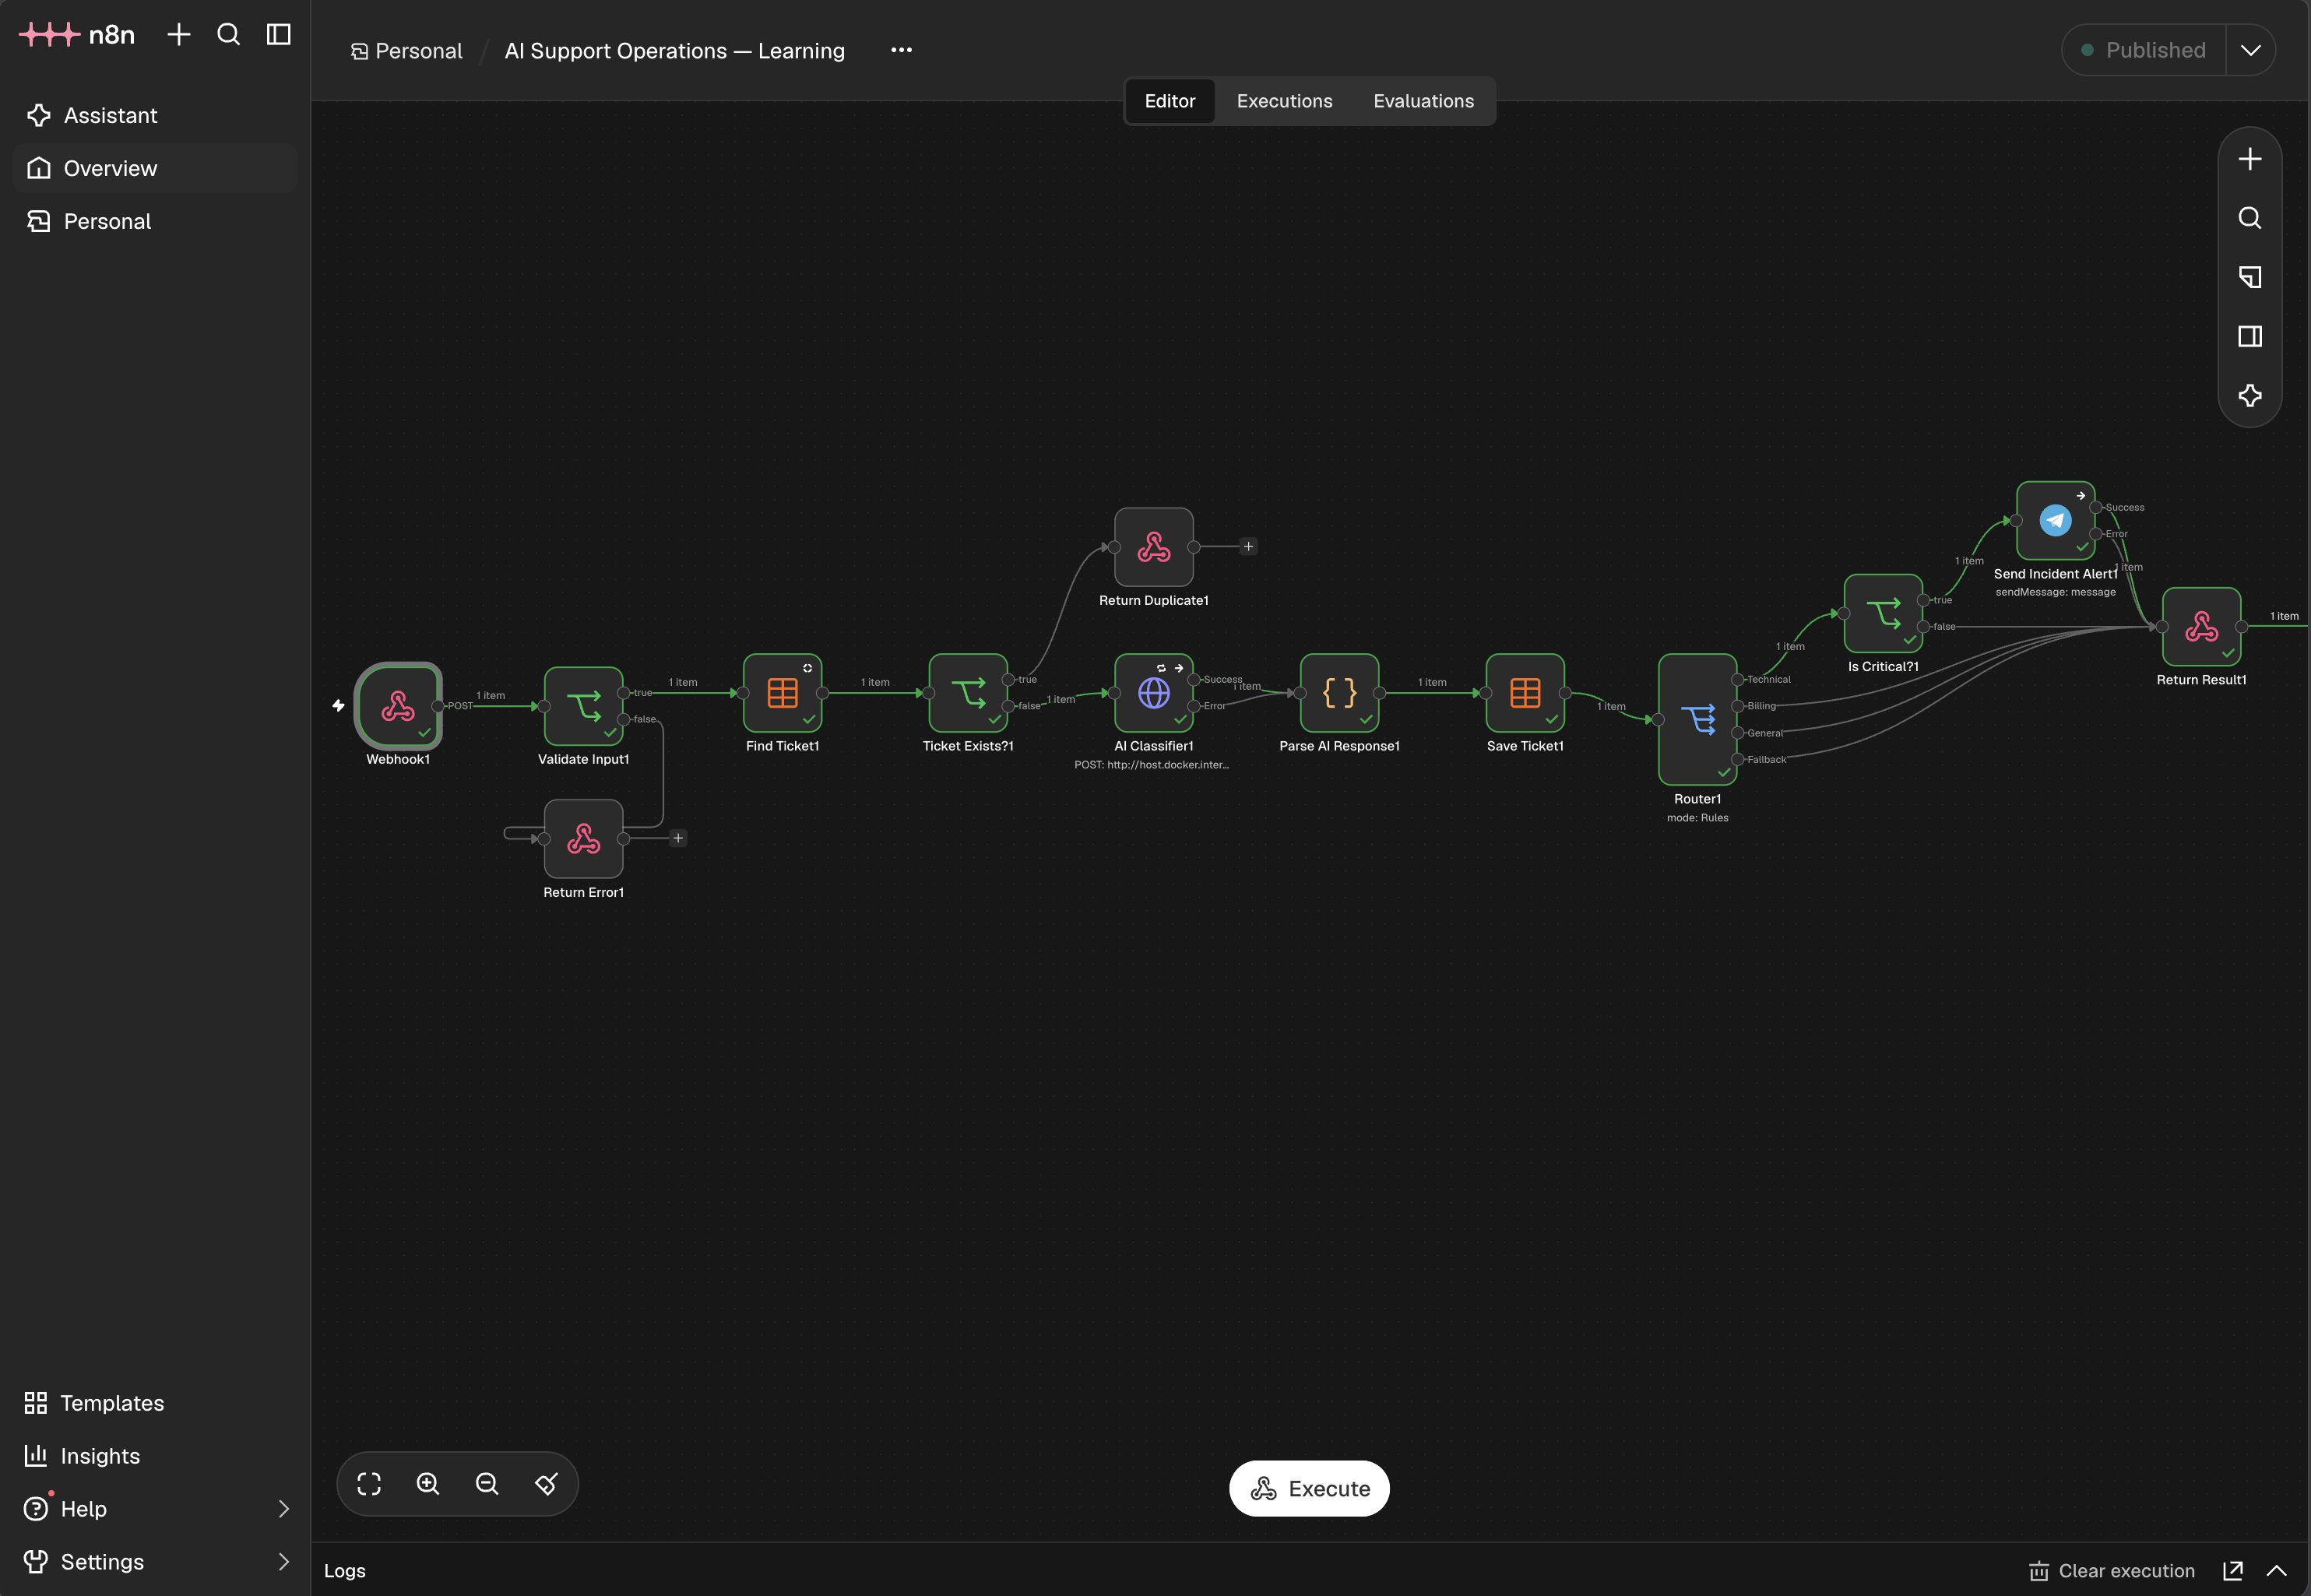 n8n
Personal / AI Support Operations — Learning
Published
Editor Executions Evaluations
Assistant
Overview
Personal
Success
Error
1 item
1 item
Send Incident Alert1
sendMessage: message
Return Duplicate1
true
false
1 item
Is Critical?1
1 item
Return Result1
POST
1 item
Webhook1
true
false
1 item
Validate Input1
1 item
Find Ticket1
true
false
1 item
Ticket Exists?1
Success
Error
1 item
AI Classifier1
POST: http://host.docker.inter...
Parse AI Response1
1 item
Save Ticket1
1 item
Technical
Billing
General
Fallback
Router1
mode: Rules
Return Error1
Templates
Insights
Help
Settings
Execute
Logs
Clear execution